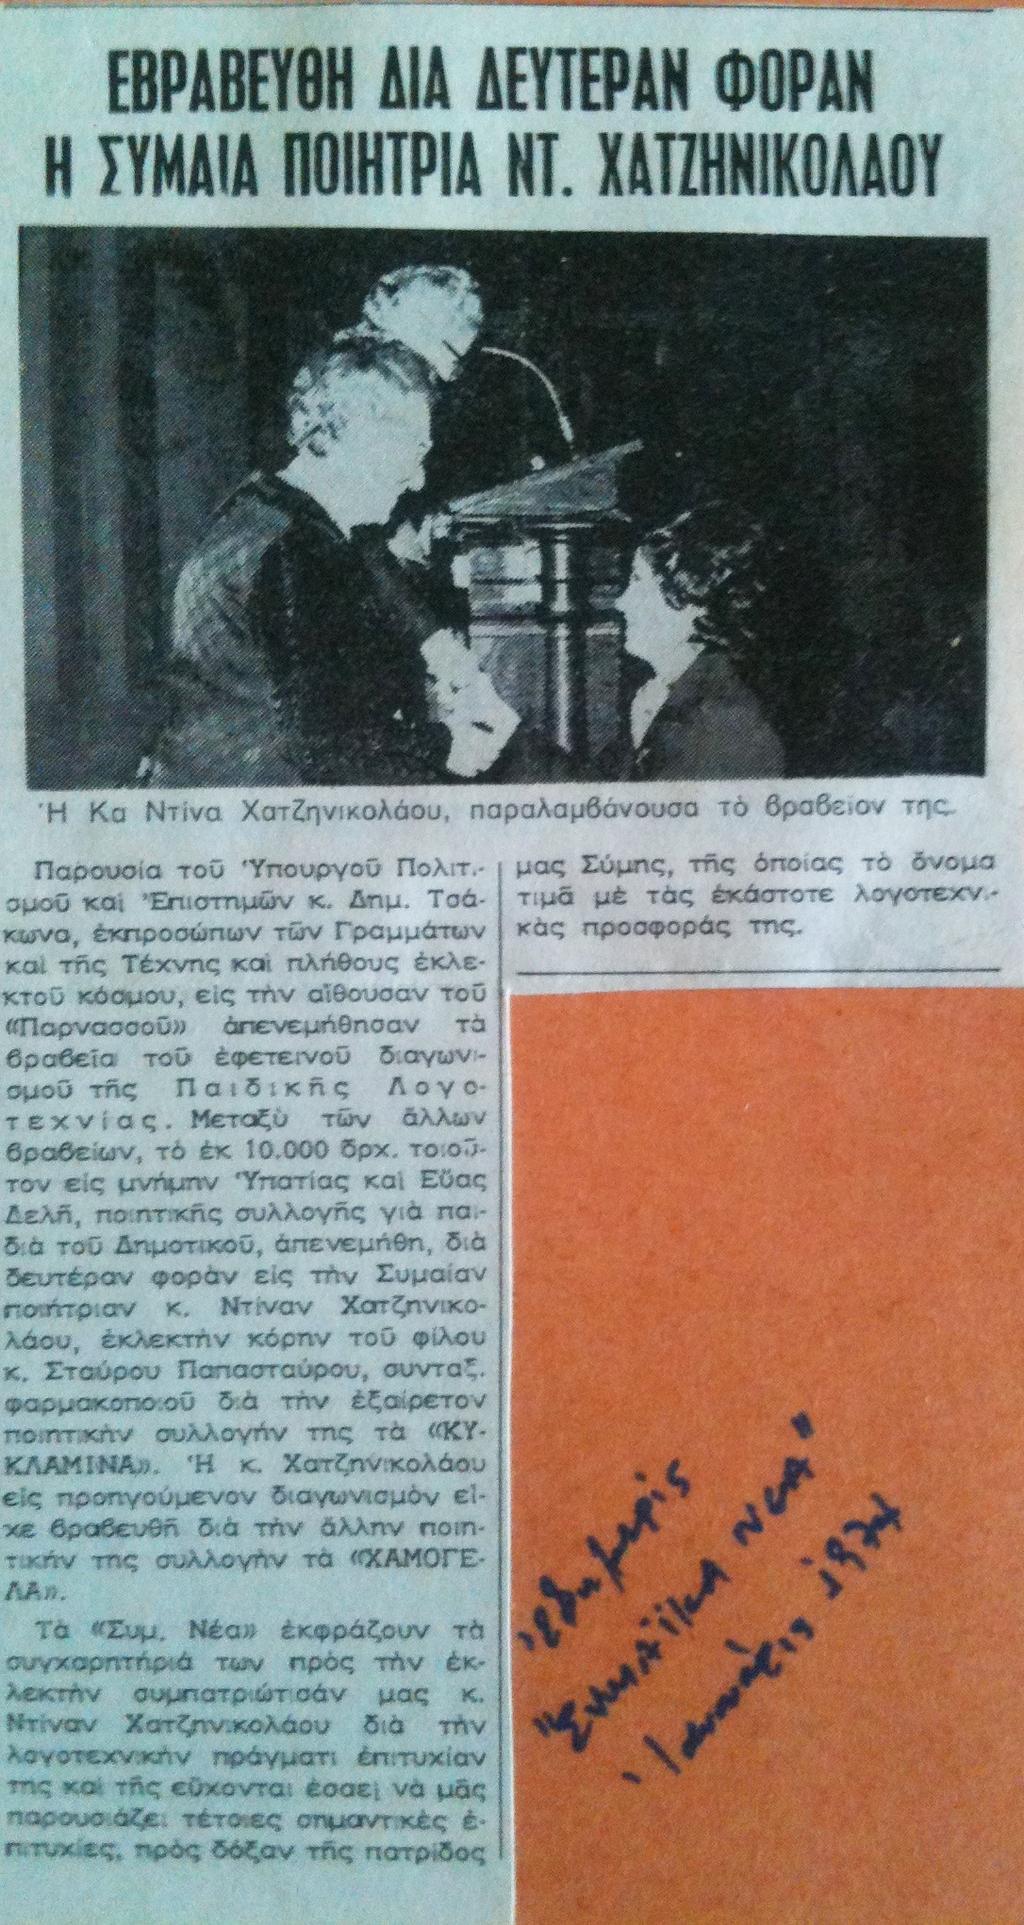 ΕΒΡΑΒΕΥΘΗ ΔΙΑ ΔΕΥΤΕΡΑΝ ΦΟΡΑΝ
Η ΣΥΜΑΙΑ ΠΟΙΗΤΡΙΑ ΝΤ. ΧΑΤΖΗΝΙΚΟΛΑΟΥ
Ἡ Κα Ντίνα Χατζηνικολάου, παραλαμβάνουσα τὸ βραβεῖον της.
Παρουσία τοῦ Ὑπουργοῦ Πολιτι-
σμοῦ καὶ Ἐπιστημῶν κ. Δημ. Τσά-
κωνα, ἐκπροσώπων τῶν Γραμμάτων
καὶ τῆς Τέχνης καὶ πλήθους ἐκλε-
κτοῦ κόσμου, εἰς τὴν αἴθουσαν τοῦ
«Παρνασσοῦ» ἀπενεμήθησαν τὰ
βραβεῖα τοῦ ἐφετεινοῦ διαγωνι-
σμοῦ τῆς Παιδικῆς Λογο-
τεχνίας. Μεταξὺ τῶν ἄλλων
βραβείων, τὸ ἐκ 10.000 δρχ. τοιοῦ-
τον εἰς μνήμην Ὑπατίας καὶ Εὔας
Δελῆ, ποιητικῆς συλλογῆς γιὰ παι-
διὰ τοῦ Δημοτικοῦ, ἀπενεμήθη, διὰ
δευτέραν φορὰν εἰς τὴν Συμαίαν
ποιήτριαν κ. Ντίναν Χατζηνικο-
λάου, ἐκλεκτὴν κόρην τοῦ φίλου
κ. Σταύρου Παπασταύρου, συνταξ.
φαρμακοποιοῦ διὰ τὴν ἐξαίρετον
ποιητικὴν συλλογήν της τὰ «ΚΥ-
ΚΛΑΜΙΝΑ». Ἡ κ. Χατζηνικολάου
εἰς προηγούμενον διαγωνισμὸν εἶ-
χε βραβευθῆ διὰ τὴν ἄλλην ποιη-
τικήν της συλλογὴν τὰ «ΧΑΜΟΓΕ-
ΛΑ».
Τὰ «Συμ. Νέα» ἐκφράζουν τὰ
συγχαρητήριά των πρὸς τὴν ἐκ-
λεκτὴν συμπατριώτισάν μας κ.
Ντίναν Χατζηνικολάου διὰ τὴν
λογοτεχνικὴν πράγματι ἐπιτυχίαν
της καὶ τῆς εὔχονται ἐσαεὶ νὰ μᾶς
παρουσιάζει τέτοιες σημαντικὲς ἐ-
πιτυχίες, πρὸς δόξαν τῆς πατρίδος
μας Σύμης, τῆς ὁποίας τὸ ὄνομα
τιμᾶ μὲ τὰς ἑκάστοτε λογοτεχνι-
κὰς προσφοράς της.
Ἐφημερίς
"Συμαϊκα ΝΕΑ"
Ἰανουάριος 1974